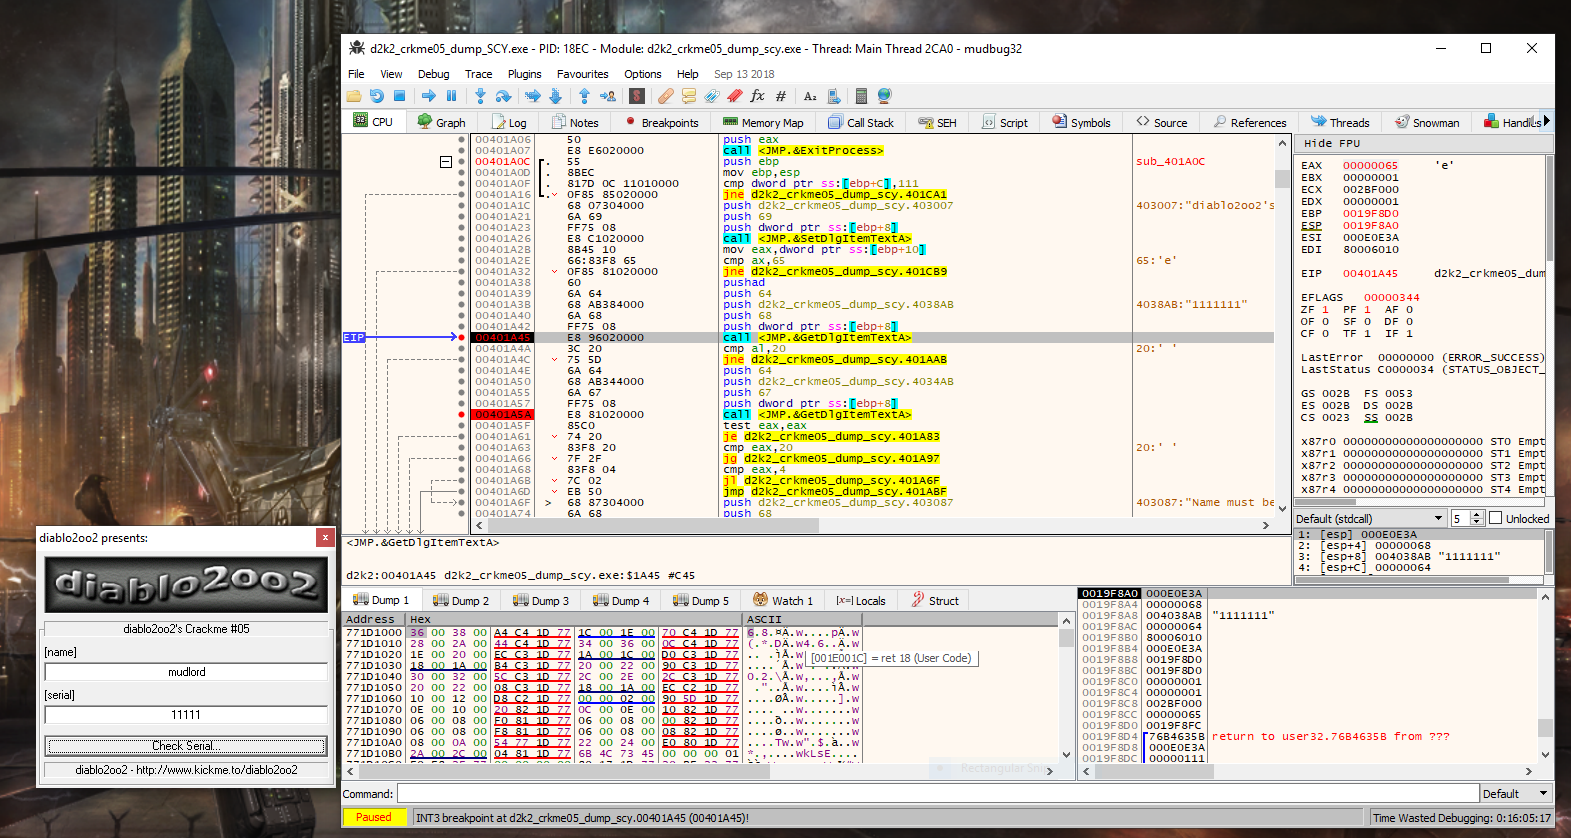 d2k2_crkme05_dump_SCY.exe - PID: 18EC - Module: d2k2_crkme05_dump_scy.exe - Thread: Main Thread 2CA0 - mudbug32
File View Debug Trace Plugins Favourites Options Help Sep 13 2018
CPU Graph Log Notes Breakpoints Memory Map Call Stack SEH Script Symbols Source References Threads Snowman Handles
00401A06 50 push eax
00401A07 E8 E6020000 call <JMP.&ExitProcess>
00401A0C 55 push ebp sub_401A0C
00401A0D 8BEC mov ebp,esp
00401A0F 817D 0C 11010000 cmp dword ptr ss:[ebp+C],111
00401A16 0F85 85020000 jne d2k2_crkme05_dump_scy.401CA1
00401A1C 68 07304000 push d2k2_crkme05_dump_scy.403007 403007:"diablo2oo2's
00401A21 6A 69 push 69
00401A23 FF75 08 push dword ptr ss:[ebp+8]
00401A26 E8 C1020000 call <JMP.&SetDlgItemTextA>
00401A2B 8B45 10 mov eax,dword ptr ss:[ebp+10]
00401A2E 66:83F8 65 cmp ax,65 65:'e'
00401A32 0F85 81020000 jne d2k2_crkme05_dump_scy.401CB9
00401A38 60 pushad
00401A39 6A 64 push 64
00401A3B 68 AB384000 push d2k2_crkme05_dump_scy.4038AB 4038AB:"1111111"
00401A40 6A 68 push 68
00401A42 FF75 08 push dword ptr ss:[ebp+8]
EIP 00401A45 E8 96020000 call <JMP.&GetDlgItemTextA>
00401A4A 3C 20 cmp al,20 20:' '
00401A4C 75 5D jne d2k2_crkme05_dump_scy.401AAB
00401A4E 6A 64 push 64
00401A50 68 AB344000 push d2k2_crkme05_dump_scy.4034AB
00401A55 6A 67 push 67
00401A57 FF75 08 push dword ptr ss:[ebp+8]
00401A5A E8 81020000 call <JMP.&GetDlgItemTextA>
00401A5F 85C0 test eax,eax
00401A61 74 20 je d2k2_crkme05_dump_scy.401A83
00401A63 83F8 20 cmp eax,20 20:' '
00401A66 7F 2F jg d2k2_crkme05_dump_scy.401A97
00401A68 83F8 04 cmp eax,4
00401A6B 7C 02 jl d2k2_crkme05_dump_scy.401A6F
00401A6D EB 50 jmp d2k2_crkme05_dump_scy.401ABF
00401A6F 68 87304000 push d2k2_crkme05_dump_scy.403087 403087:"Name must be
00401A74 6A 68 push 68
Hide FPU
EAX 00000065 'e'
EBX 00000001
ECX 002BF000
EDX 00000001
EBP 0019F8D0
ESP 0019F8A0
ESI 000E0E3A
EDI 80006010
EIP 00401A45 d2k2_crkme05_dum
EFLAGS 00000344
ZF 1 PF 1 AF 0
OF 0 SF 0 DF 0
CF 0 TF 1 IF 1
LastError 00000000 (ERROR_SUCCESS)
LastStatus C0000034 (STATUS_OBJECT_
GS 002B FS 0053
ES 002B DS 002B
CS 0023 SS 002B
x87r0 00000000000000000000 ST0 Empt
x87r1 00000000000000000000 ST1 Empt
x87r2 00000000000000000000 ST2 Empt
x87r3 00000000000000000000 ST3 Empt
x87r4 00000000000000000000 ST4 Empt
Default (stdcall) 5 Unlocked
1: [esp] 000E0E3A
2: [esp+4] 00000068
3: [esp+8] 004038AB "1111111"
4: [esp+C] 00000064
<JMP.&GetDlgItemTextA>
d2k2:00401A45 d2k2_crkme05_dump_scy.exe:$1A45 #C45
Dump 1 Dump 2 Dump 3 Dump 4 Dump 5 Watch 1 Locals Struct
Address Hex ASCII
771D1000 36 00 38 00 A4 C4 1D 77 1C 00 1E 00 70 C4 1D 77 6.8.¤Ä.w....pÄ.w
771D1010 28 00 2A 00 44 C4 1D 77 34 00 36 00 0C C4 1D 77 (.*.DÄ.w4.6..Ä.w
771D1020 1E 00 20 00 EC C3 1D 77 1A 00 1C 00 D0 C3 1D 77
771D1030 18 00 1A 00 B4 C3 1D 77 20 00 22 00 90 C3 1D 77
771D1040 30 00 32 00 5C C3 1D 77 2C 00 2E 00 2C C3 1D 77 0.2.\Ã.w,...,Ã.w
771D1050 20 00 22 00 08 C3 1D 77 18 00 1A 00 EC C2 1D 77
771D1060 10 00 12 00 D8 C2 1D 77 00 00 02 00 90 5D 1D 77
771D1070 0E 00 10 00 20 82 1D 77 0C 00 0E 00 10 82 1D 77
771D1080 06 00 08 00 F0 81 1D 77 06 00 08 00 00 82 1D 77
771D1090 06 00 08 00 F0 81 1D 77 06 00 08 00 00 82 1D 77
771D10A0 08 00 0A 00 54 77 1D 77 22 00 24 00 E0 80 1D 77
771D10B0 2A 00 2C 00 04 81 1D 77 6B 4C 73 45 00 00 00 01
[001E001C] = ret 18 (User Code)
0019F8A0 000E0E3A
0019F8A4 00000068
0019F8A8 004038AB "1111111"
0019F8AC 00000064
0019F8B0 80006010
0019F8B4 000E0E3A
0019F8B8 0019F8D0
0019F8BC 0019F8C0
0019F8C0 00000001
0019F8C4 00000001
0019F8C8 002BF000
0019F8CC 00000065
0019F8D0 0019F8FC
0019F8D4 76B4635B return to user32.76B4635B from ???
0019F8D8 000E0E3A
0019F8DC 00000111
Command: Default
Paused INT3 breakpoint at d2k2_crkme05_dump_scy.00401A45 (00401A45)! Time Wasted Debugging: 0:16:05:17
diablo2oo2 presents:
diablo2oo2
diablo2oo2's Crackme #05
[name]
mudlord
[serial]
11111
Check Serial...
diablo2oo2 - http://www.kickme.to/diablo2oo2